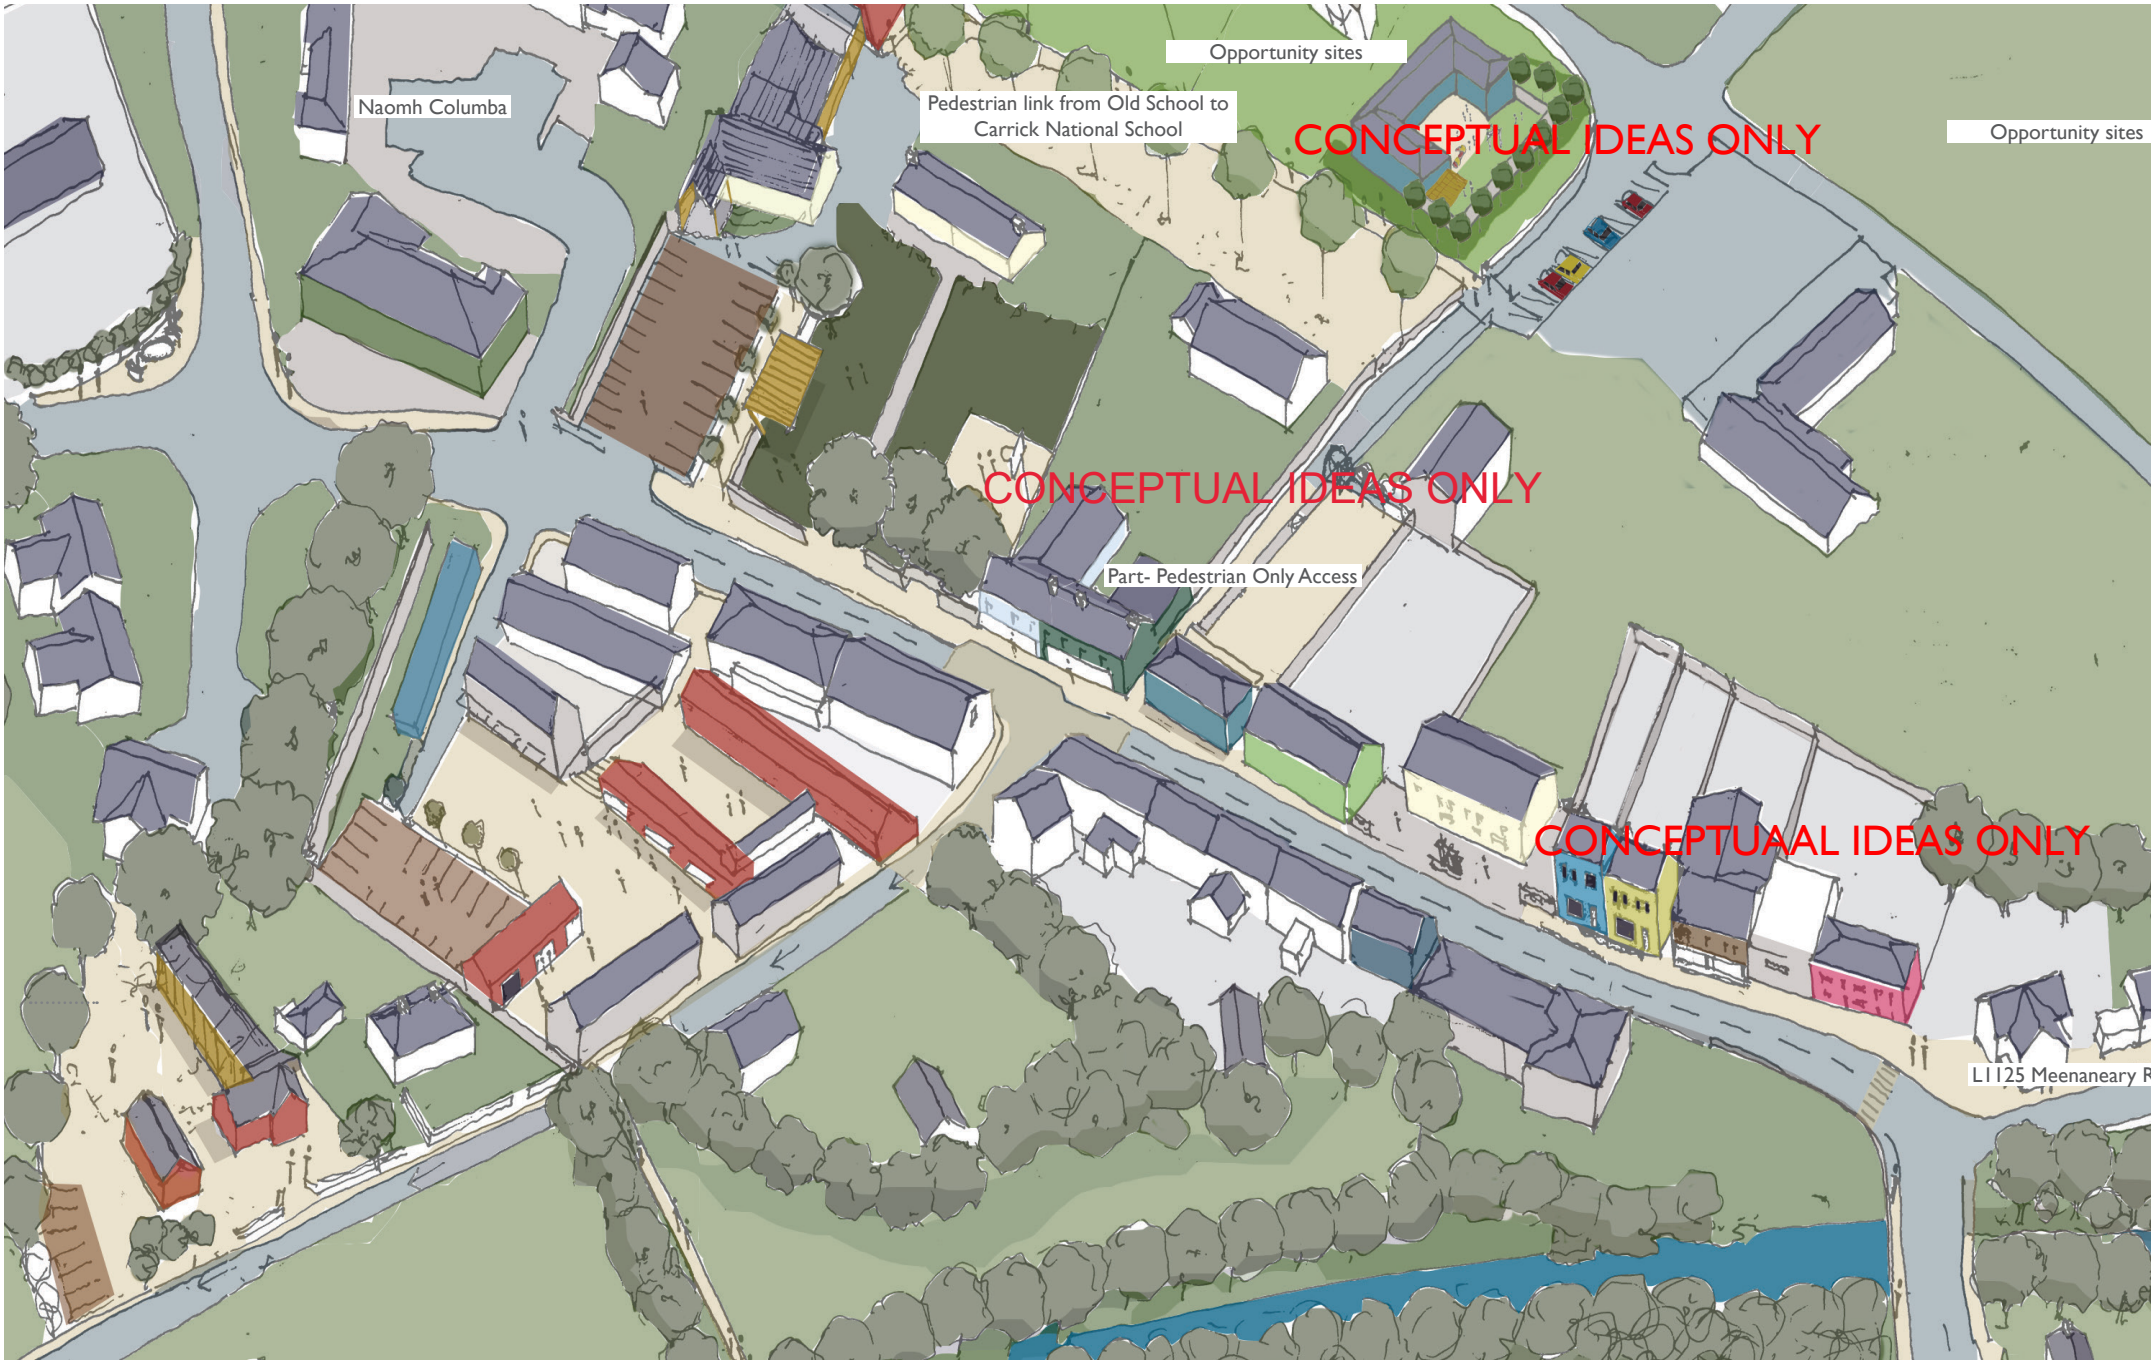 Opportunity sites
Naomh Columba
Pedestrian link from Old School to
Carrick National School
CONCEPTUAL IDEAS ONLY
Opportunity sites
CONCEPTUAL IDEAS ONLY
Part- Pedestrian Only Access
CONCEPTUAAL IDEAS ONLY
L1125 Meenaneary R